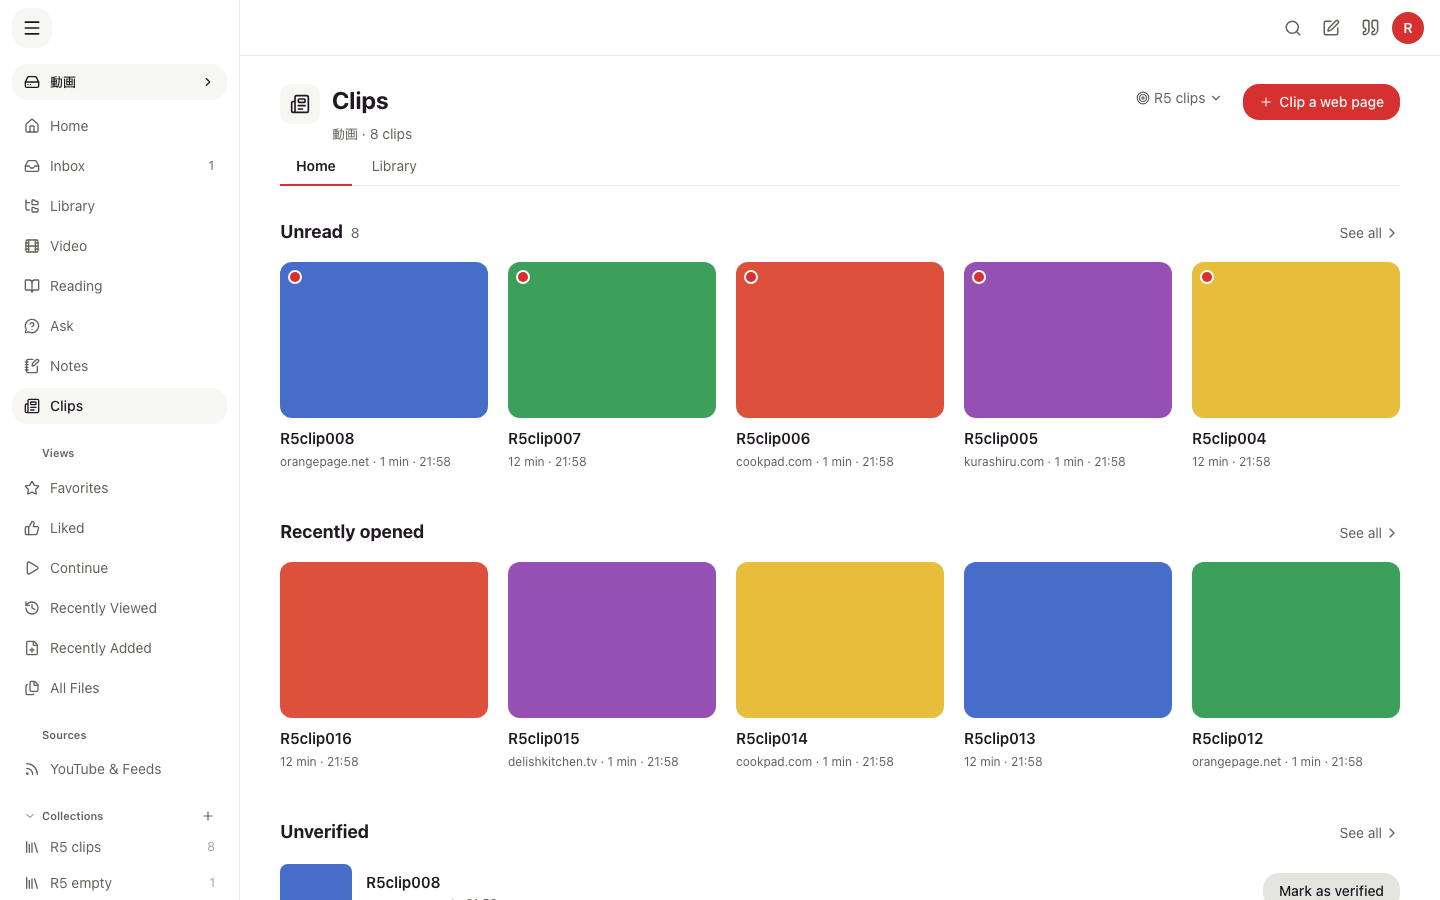 R
動画
Home
Inbox 1
Library
Video
Reading
Ask
Notes
Clips
Views
Favorites
Liked
Continue
Recently Viewed
Recently Added
All Files
Sources
YouTube & Feeds
Collections
R5 clips 8
R5 empty 1
Clips
動画 · 8 clips
R5 clips
Clip a web page
Home Library
Unread 8 See all
R5clip008 R5clip007 R5clip006 R5clip005 R5clip004
orangepage.net · 1 min · 21:58 12 min · 21:58 cookpad.com · 1 min · 21:58 kurashiru.com · 1 min · 21:58 12 min · 21:58
Recently opened See all
R5clip016 R5clip015 R5clip014 R5clip013 R5clip012
12 min · 21:58 delishkitchen.tv · 1 min · 21:58 cookpad.com · 1 min · 21:58 12 min · 21:58 orangepage.net · 1 min · 21:58
Unverified See all
R5clip008
Mark as verified